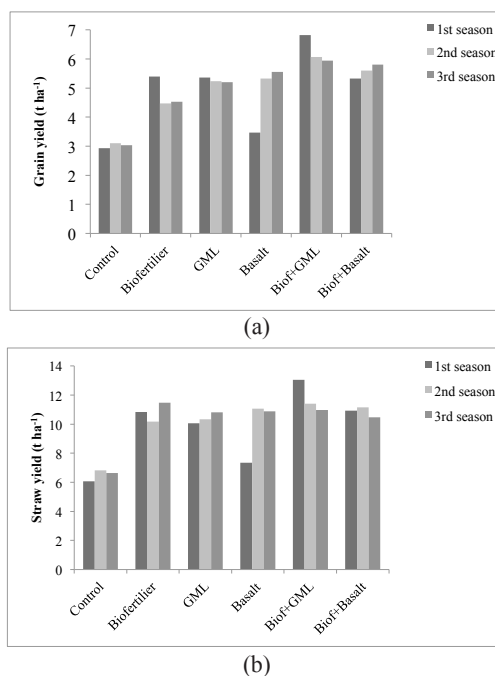 7
6
5
4
3
2
1
0
Grain yield (t ha-1)
Control
Biofertilier
GML
Basalt
Biof+GML
Biof+Basalt
1st season
2nd season
3rd season
(a)
14
12
10
8
6
4
2
0
Straw yield (t ha-1)
Control
Biofertilier
GML
Basalt
Biof+GML
Biof+Basalt
1st season
2nd season
3rd season
(b)